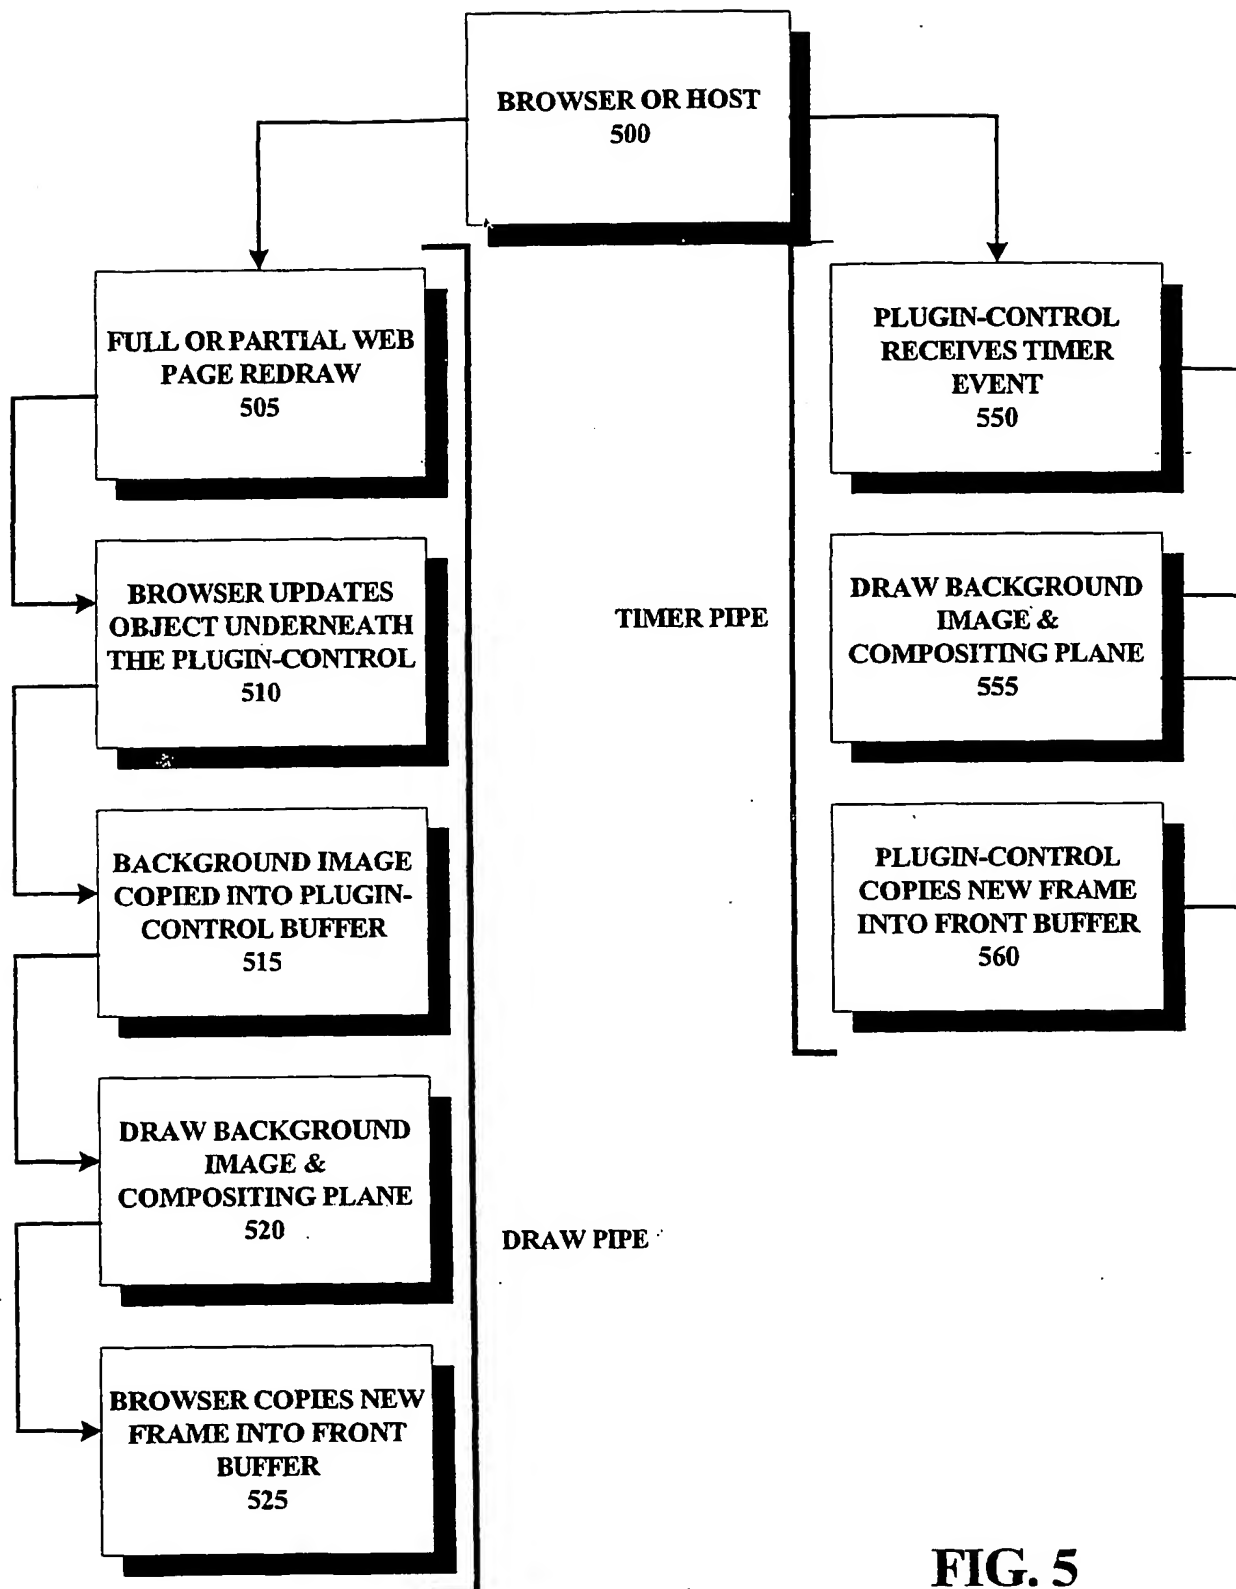 BROWSER OR HOST
500
FULL OR PARTIAL WEB
PAGE REDRAW
505
BROWSER UPDATES
OBJECT UNDERNEATH
THE PLUGIN-CONTROL
510
BACKGROUND IMAGE
COPIED INTO PLUGIN-
CONTROL BUFFER
515
DRAW BACKGROUND
IMAGE &
COMPOSITING PLANE
520
BROWSER COPIES NEW
FRAME INTO FRONT
BUFFER
525
DRAW PIPE
TIMER PIPE
PLUGIN-CONTROL
RECEIVES TIMER
EVENT
550
DRAW BACKGROUND
IMAGE &
COMPOSITING PLANE
555
PLUGIN-CONTROL
COPIES NEW FRAME
INTO FRONT BUFFER
560
FIG. 5